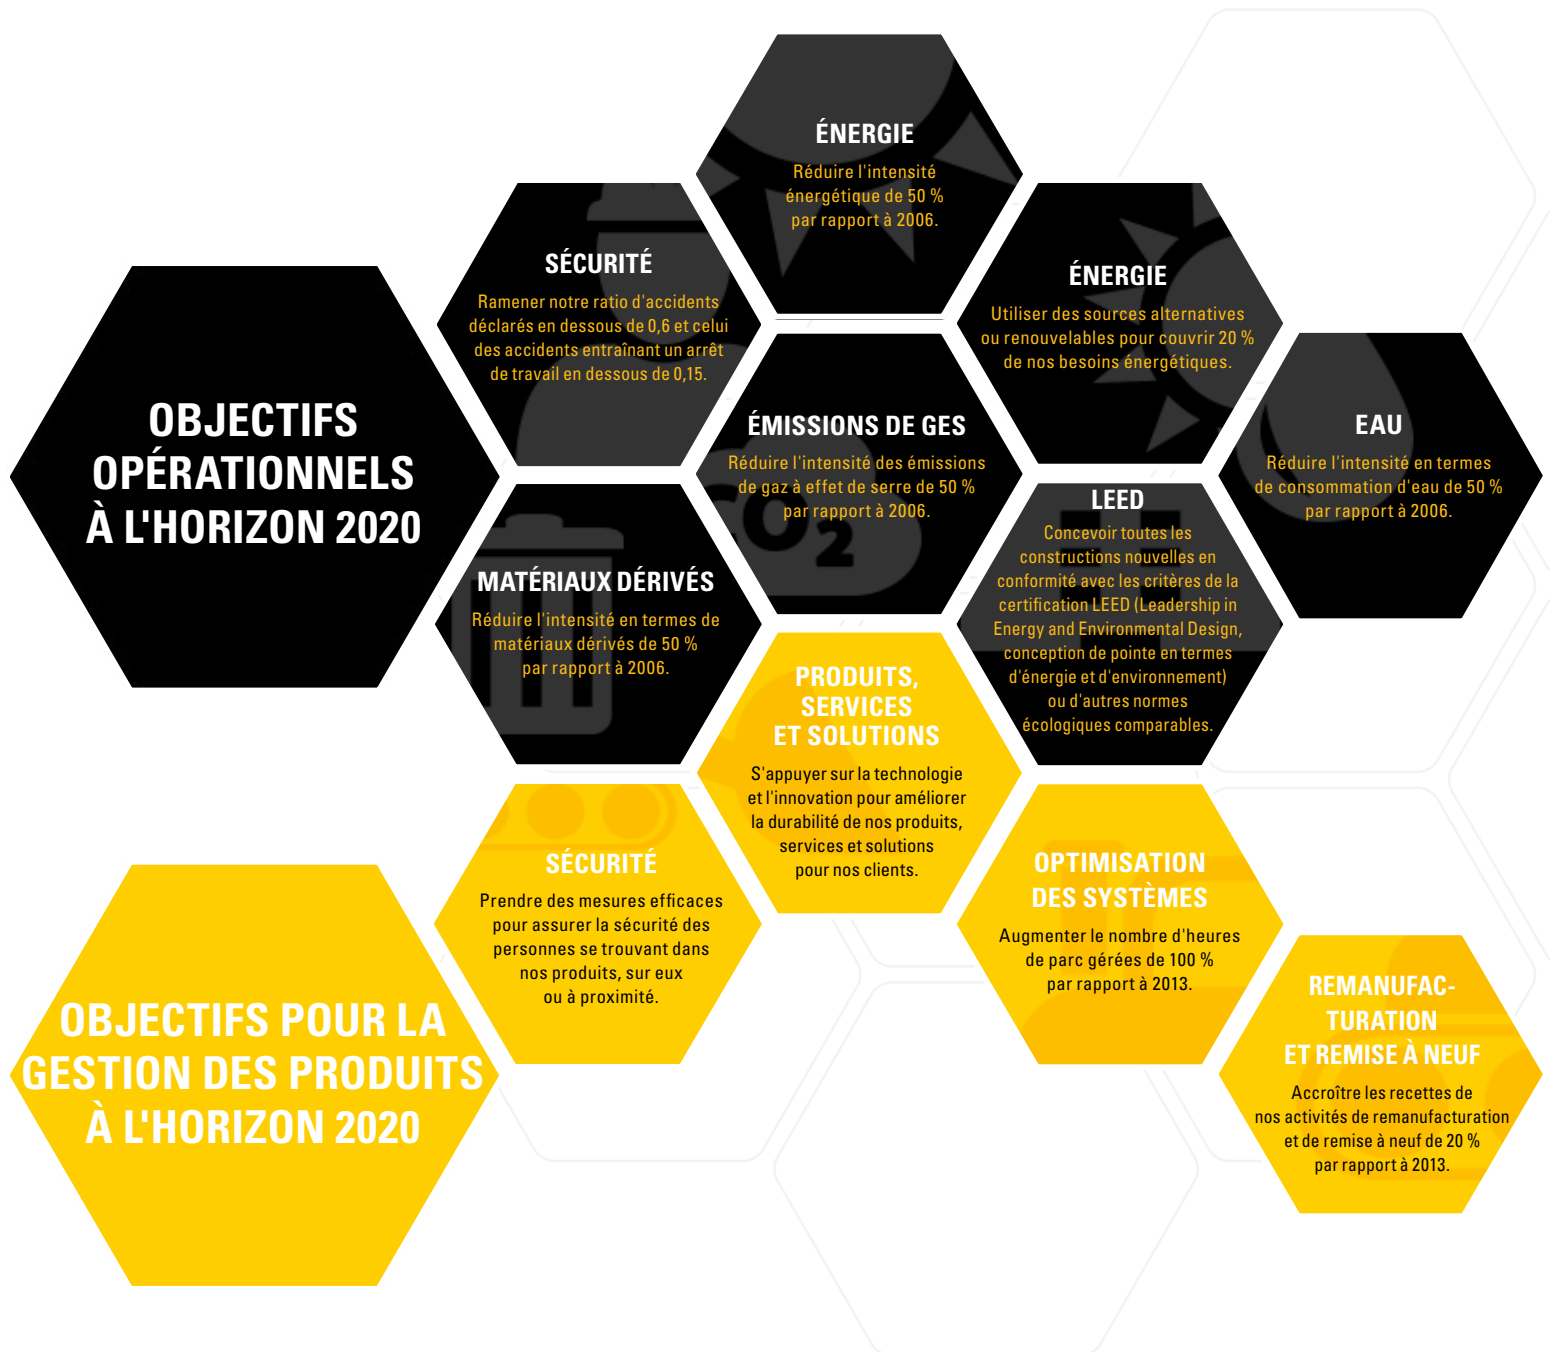 OBJECTIFS
OPÉRATIONNELS
À L'HORIZON 2020
SÉCURITÉ
Ramener notre ratio d'accidents
déclarés en dessous de 0,6 et celui
des accidents entraînant un arrêt
de travail en dessous de 0,15.
ÉNERGIE
Réduire l'intensité
énergétique de 50 %
par rapport à 2006.
ÉNERGIE
Utiliser des sources alternatives
ou renouvelables pour couvrir 20 %
de nos besoins énergétiques.
ÉMISSIONS DE GES
Réduire l'intensité des émissions
de gaz à effet de serre de 50 %
par rapport à 2006.
CO2
EAU
Réduire l'intensité en termes
de consommation d'eau de 50 %
par rapport à 2006.
MATÉRIAUX DÉRIVÉS
Réduire l'intensité en termes de
matériaux dérivés de 50 %
par rapport à 2006.
LEED
Concevoir toutes les
constructions nouvelles en
conformité avec les critères de la
certification LEED (Leadership in
Energy and Environmental Design,
conception de pointe en termes
d'énergie et d'environnement)
ou d'autres normes
écologiques comparables.
OBJECTIFS POUR LA
GESTION DES PRODUITS
À L'HORIZON 2020
SÉCURITÉ
Prendre des mesures efficaces
pour assurer la sécurité des
personnes se trouvant dans
nos produits, sur eux
ou à proximité.
PRODUITS,
SERVICES
ET SOLUTIONS
S'appuyer sur la technologie
et l'innovation pour améliorer
la durabilité de nos produits,
services et solutions
pour nos clients.
OPTIMISATION
DES SYSTÈMES
Augmenter le nombre d'heures
de parc gérées de 100 %
par rapport à 2013.
REMANUFAC-
TURATION
ET REMISE À NEUF
Accroître les recettes de
nos activités de remanufacturation
et de remise à neuf de 20 %
par rapport à 2013.